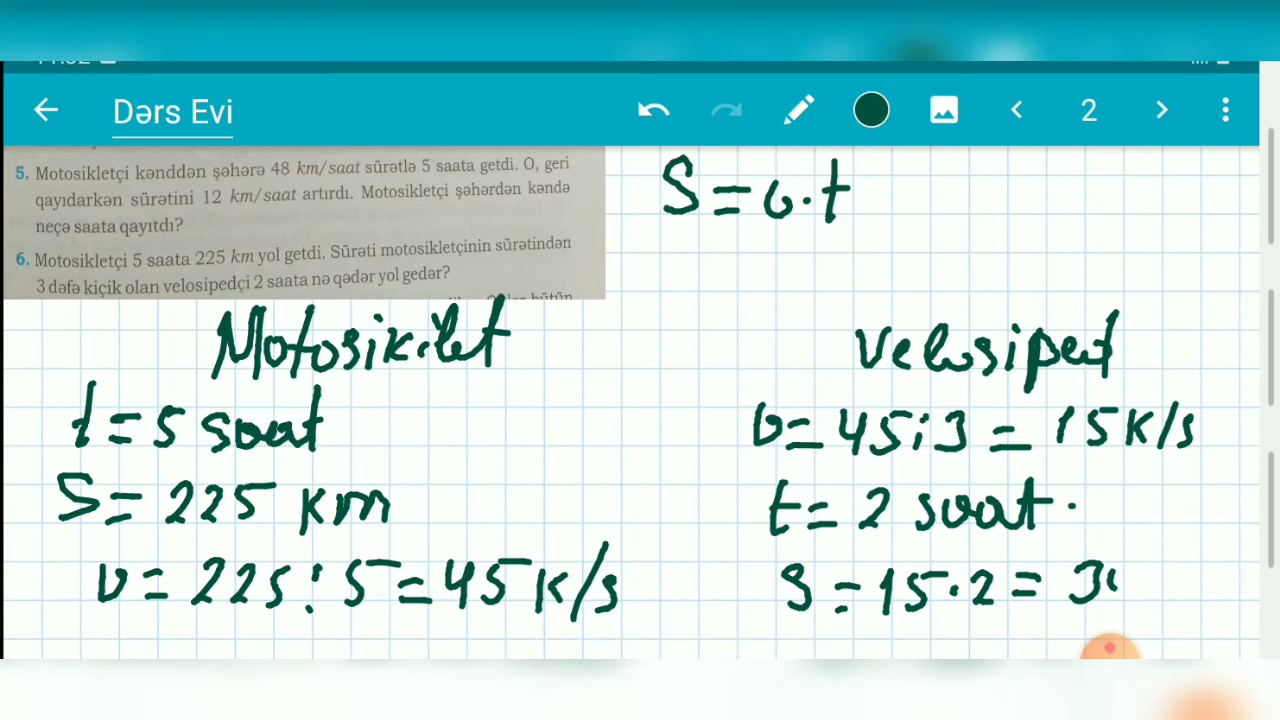 Dərs Evi
2
5. Motosikletçi kənddən şəhərə 48 km/saat sürətlə 5 saata getdi. O, geri
qayıdarkən sürətini 12 km/saat artırdı. Motosikletçi şəhərdən kəndə
neçə saata qayıtdı?
6. Motosikletçi 5 saata 225 km yol getdi. Sürəti motosikletçinin sürətindən
3 dəfə kiçik olan velosipedçi 2 saata nə qədər yol gedər?
S = v·t
Motosikilet
t = 5 saat
S = 225 km
v = 225 : 5 = 45 k/s
Velosiped
v = 45 : 3 = 15 k/s
t = 2 saat.
S = 15·2 =